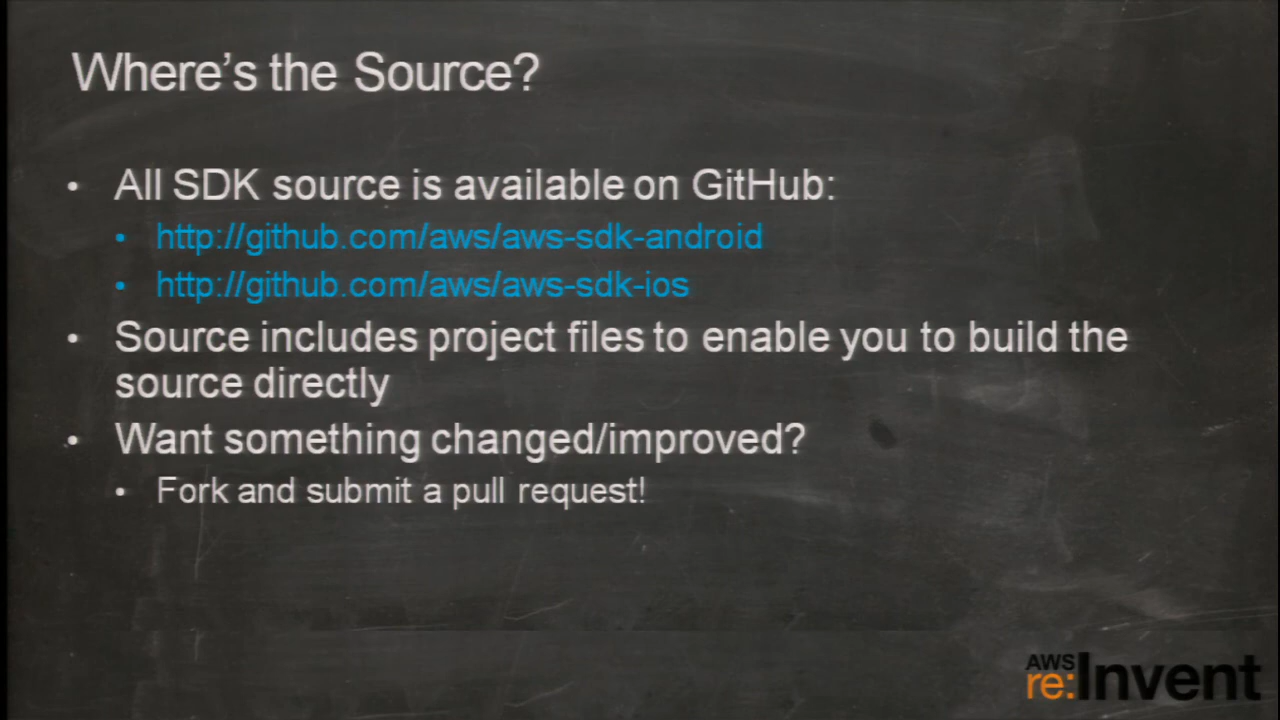 Where's the Source?
• All SDK source is available on GitHub:
• http://github.com/aws/aws-sdk-android
• http://github.com/aws/aws-sdk-ios
• Source includes project files to enable you to build the
source directly
• Want something changed/improved?
• Fork and submit a pull request!
AWS
re:Invent